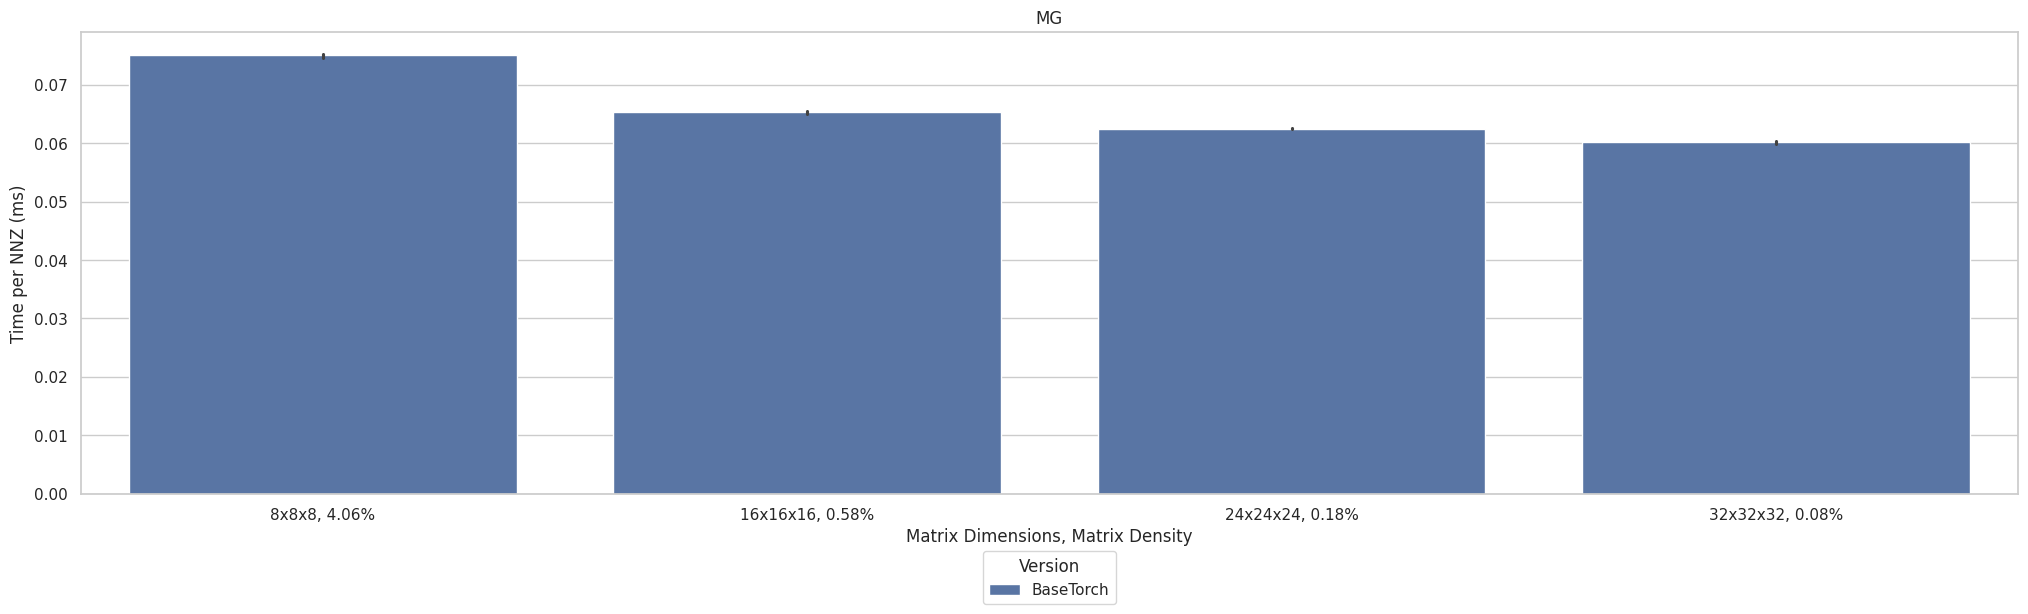 MG
Time per NNZ (ms)
0.07
0.06
0.05
0.04
0.03
0.02
0.01
0.00
8x8x8, 4.06%
16x16x16, 0.58%
24x24x24, 0.18%
32x32x32, 0.08%
Matrix Dimensions, Matrix Density
Version
BaseTorch